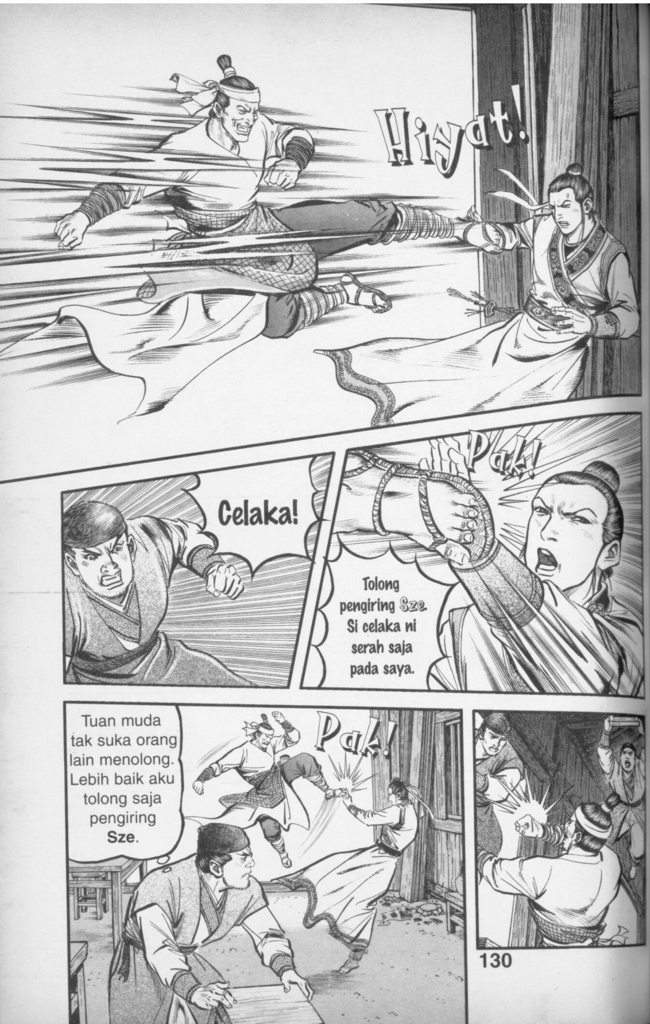 Hiyat!
Celaka!
Pak!
Tolong
pengiring Sze.
Si celaka ni
serah saja
pada saya.
Tuan muda
tak suka orang
lain menolong.
Lebih baik aku
tolong saja
pengiring
Sze.
Pak!
130